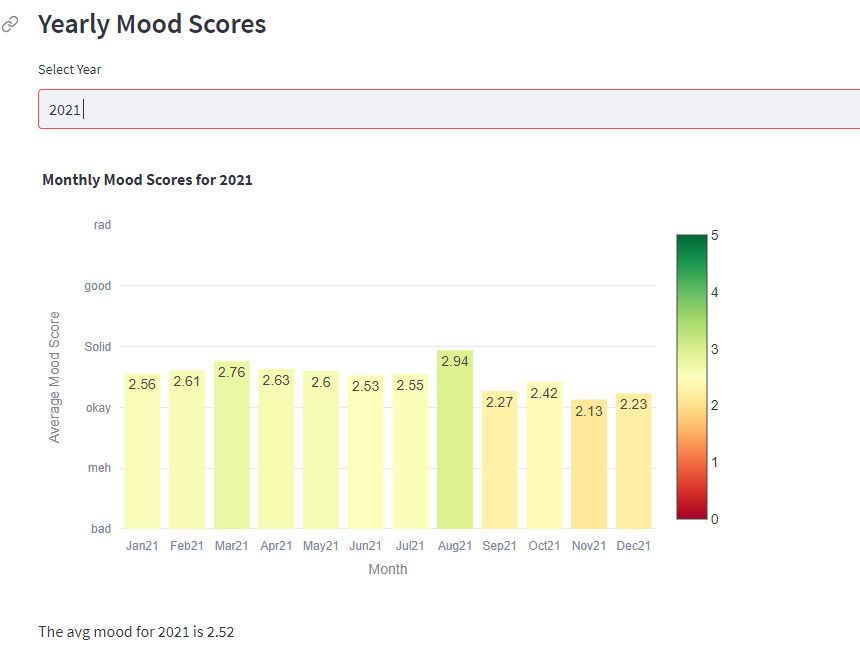 Yearly Mood Scores
Select Year
2021
Monthly Mood Scores for 2021
rad
good
Solid
okay
meh
bad
Average Mood Score
2.56 2.61 2.76 2.63 2.6 2.53 2.55 2.94 2.27 2.42 2.13 2.23
Jan21 Feb21 Mar21 Apr21 May21 Jun21 Jul21 Aug21 Sep21 Oct21 Nov21 Dec21
Month
5
4
3
2
1
0
The avg mood for 2021 is 2.52